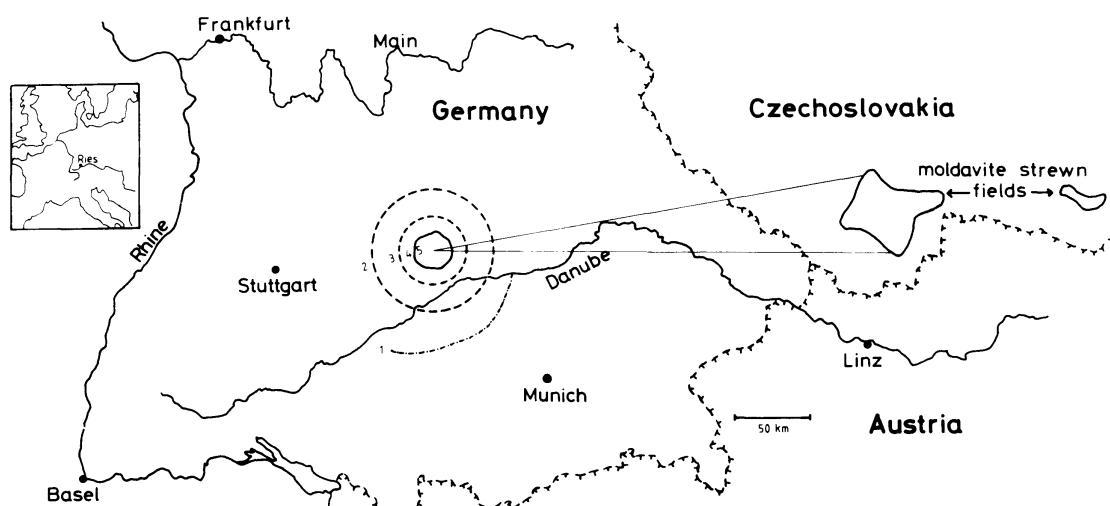 Frankfurt
Main
Germany
Czechoslovakia
Ries
moldavite strewn
fields
Rhine
2
3
4
5
Stuttgart
Danube
1
Linz
Munich
50 km
Austria
Basel